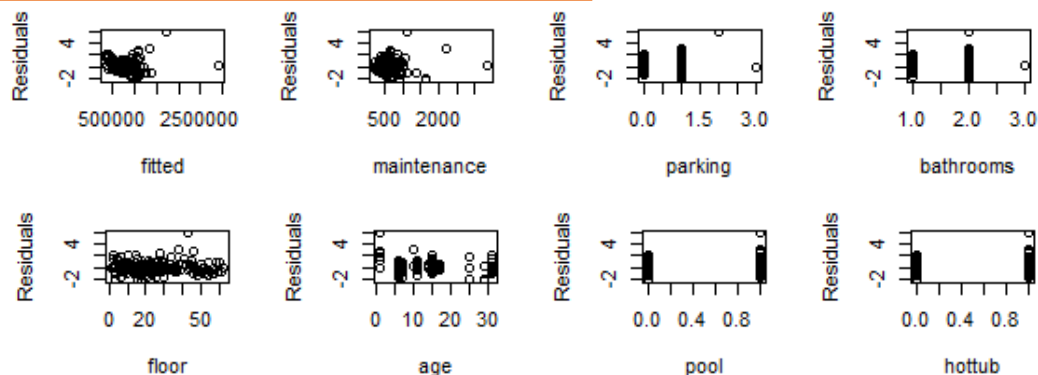 Residuals
4
-2
500000 2500000
fitted
Residuals
4
-2
500 2000
maintenance
Residuals
4
-2
0.0 1.5 3.0
parking
Residuals
4
-2
1.0 2.0 3.0
bathrooms
Residuals
4
-2
0 20 50
floor
Residuals
4
-2
0 10 20 30
age
Residuals
4
-2
0.0 0.4 0.8
pool
Residuals
4
-2
0.0 0.4 0.8
hottub